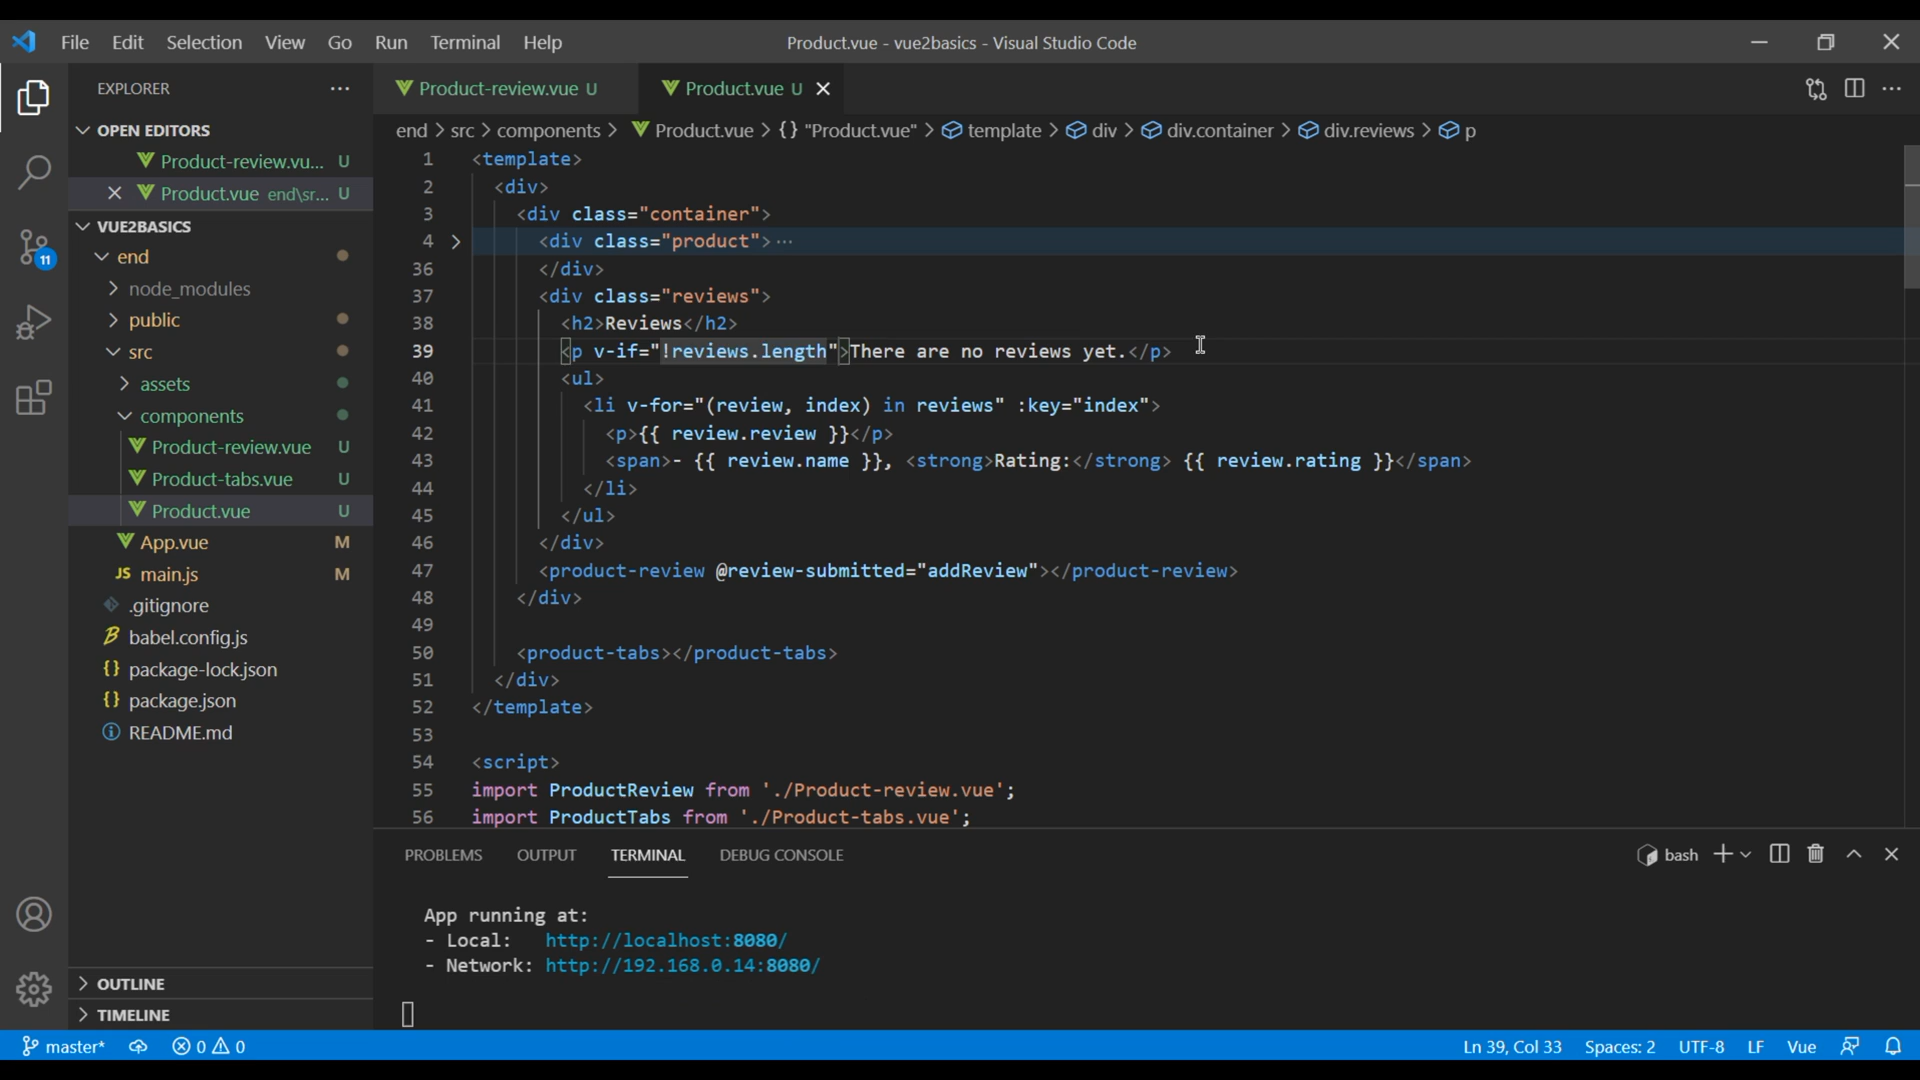 File Edit Selection View Go Run Terminal Help Product.vue - vue2basics - Visual Studio Code
EXPLORER ···
Product-review.vue U Product.vue U
OPEN EDITORS
Product-review.vu... U
Product.vue end\sr... U
VUE2BASICS
end
node_modules
public
src
assets
components
Product-review.vue U
Product-tabs.vue U
Product.vue U
App.vue M
JS main.js M
.gitignore
babel.config.js
{} package-lock.json
{} package.json
README.md
OUTLINE
TIMELINE
11
end > src > components > Product.vue > {} "Product.vue" > template > div > div.container > div.reviews > p
1 <template>
2 <div>
3 <div class="container">
4 > <div class="product">···
36 </div>
37 <div class="reviews">
38 <h2>Reviews</h2>
39 <p v-if="!reviews.length">There are no reviews yet.</p>
40 <ul>
41 <li v-for="(review, index) in reviews" :key="index">
42 <p>{{ review.review }}</p>
43 <span>- {{ review.name }}, <strong>Rating:</strong> {{ review.rating }}</span>
44 </li>
45 </ul>
46 </div>
47 <product-review @review-submitted="addReview"></product-review>
48 </div>
49
50 <product-tabs></product-tabs>
51 </div>
52 </template>
53
54 <script>
55 import ProductReview from './Product-review.vue';
56 import ProductTabs from './Product-tabs.vue';
PROBLEMS OUTPUT TERMINAL DEBUG CONSOLE bash
App running at:
- Local: http://localhost:8080/
- Network: http://192.168.0.14:8080/
master* 0 0 Ln 39, Col 33 Spaces: 2 UTF-8 LF Vue